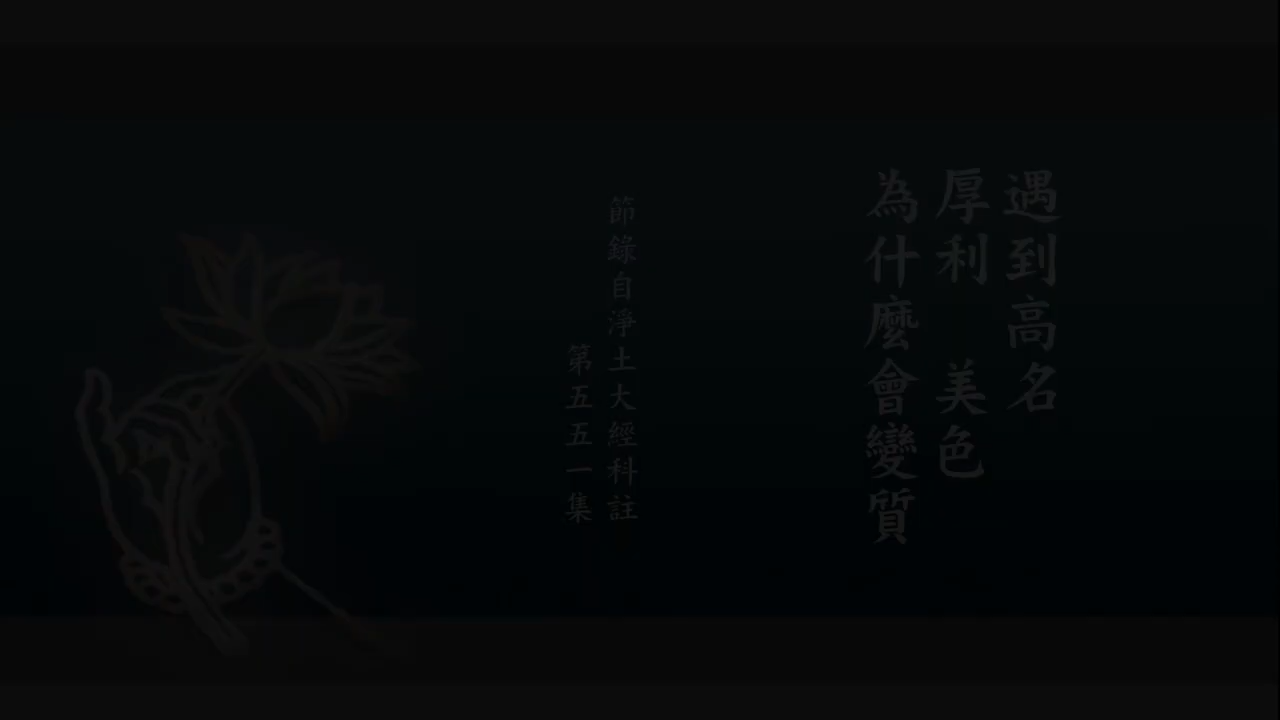 遇到高名
厚利 美色
為什麼會變質
節錄自淨土大經科註
第五五一集